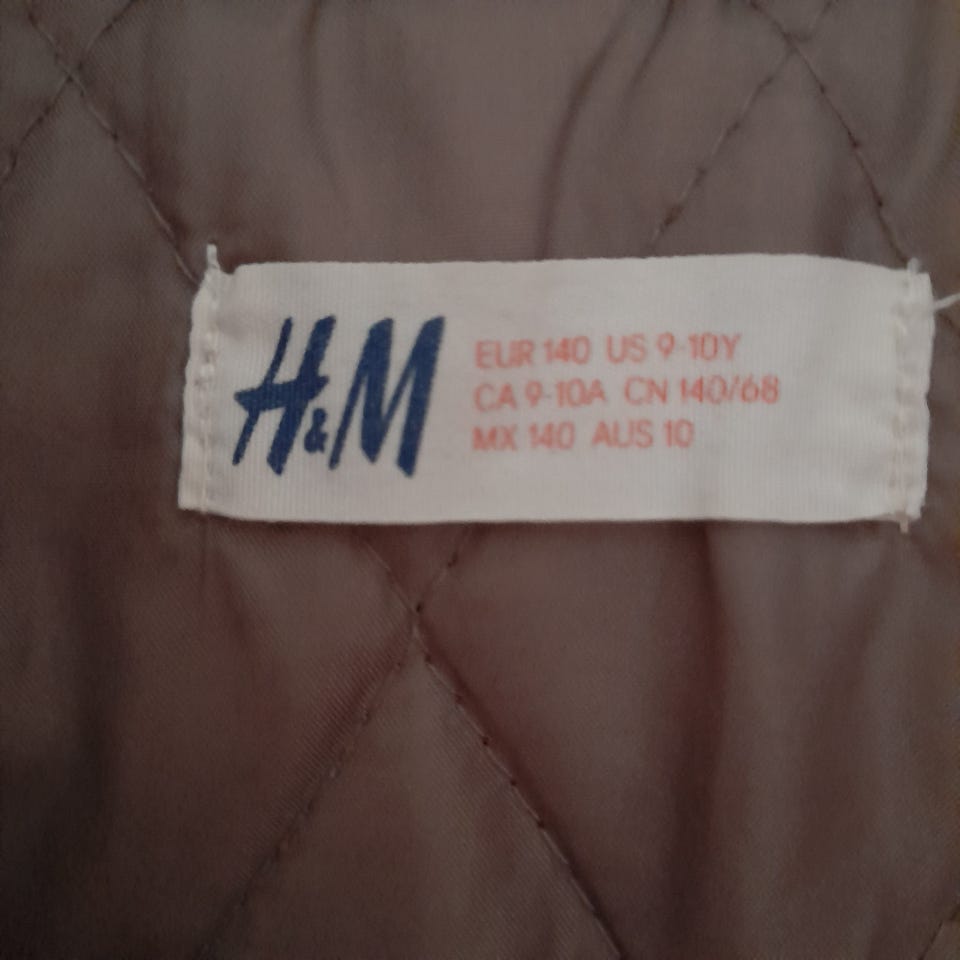 H&M
EUR 140 US 9-10Y
CA 9-10A CN 140/68
MX 140 AUS 10